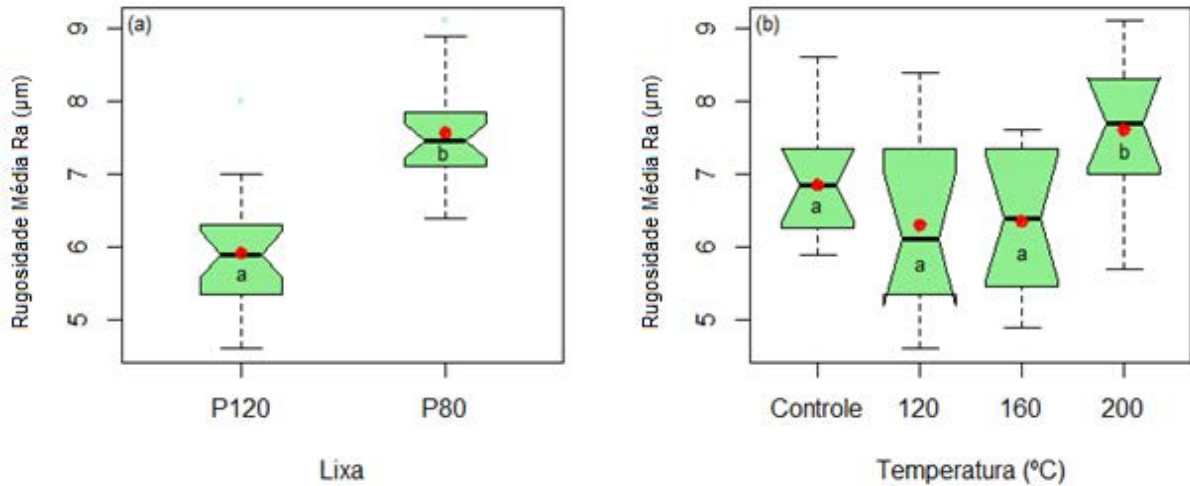 (a)
Rugosidade Média Ra (µm)
9
8
7
6
5
a
b
P120
P80
Lixa
(b)
Rugosidade Média Ra (µm)
9
8
7
6
5
a
a
a
b
Controle
120
160
200
Temperatura (ºC)